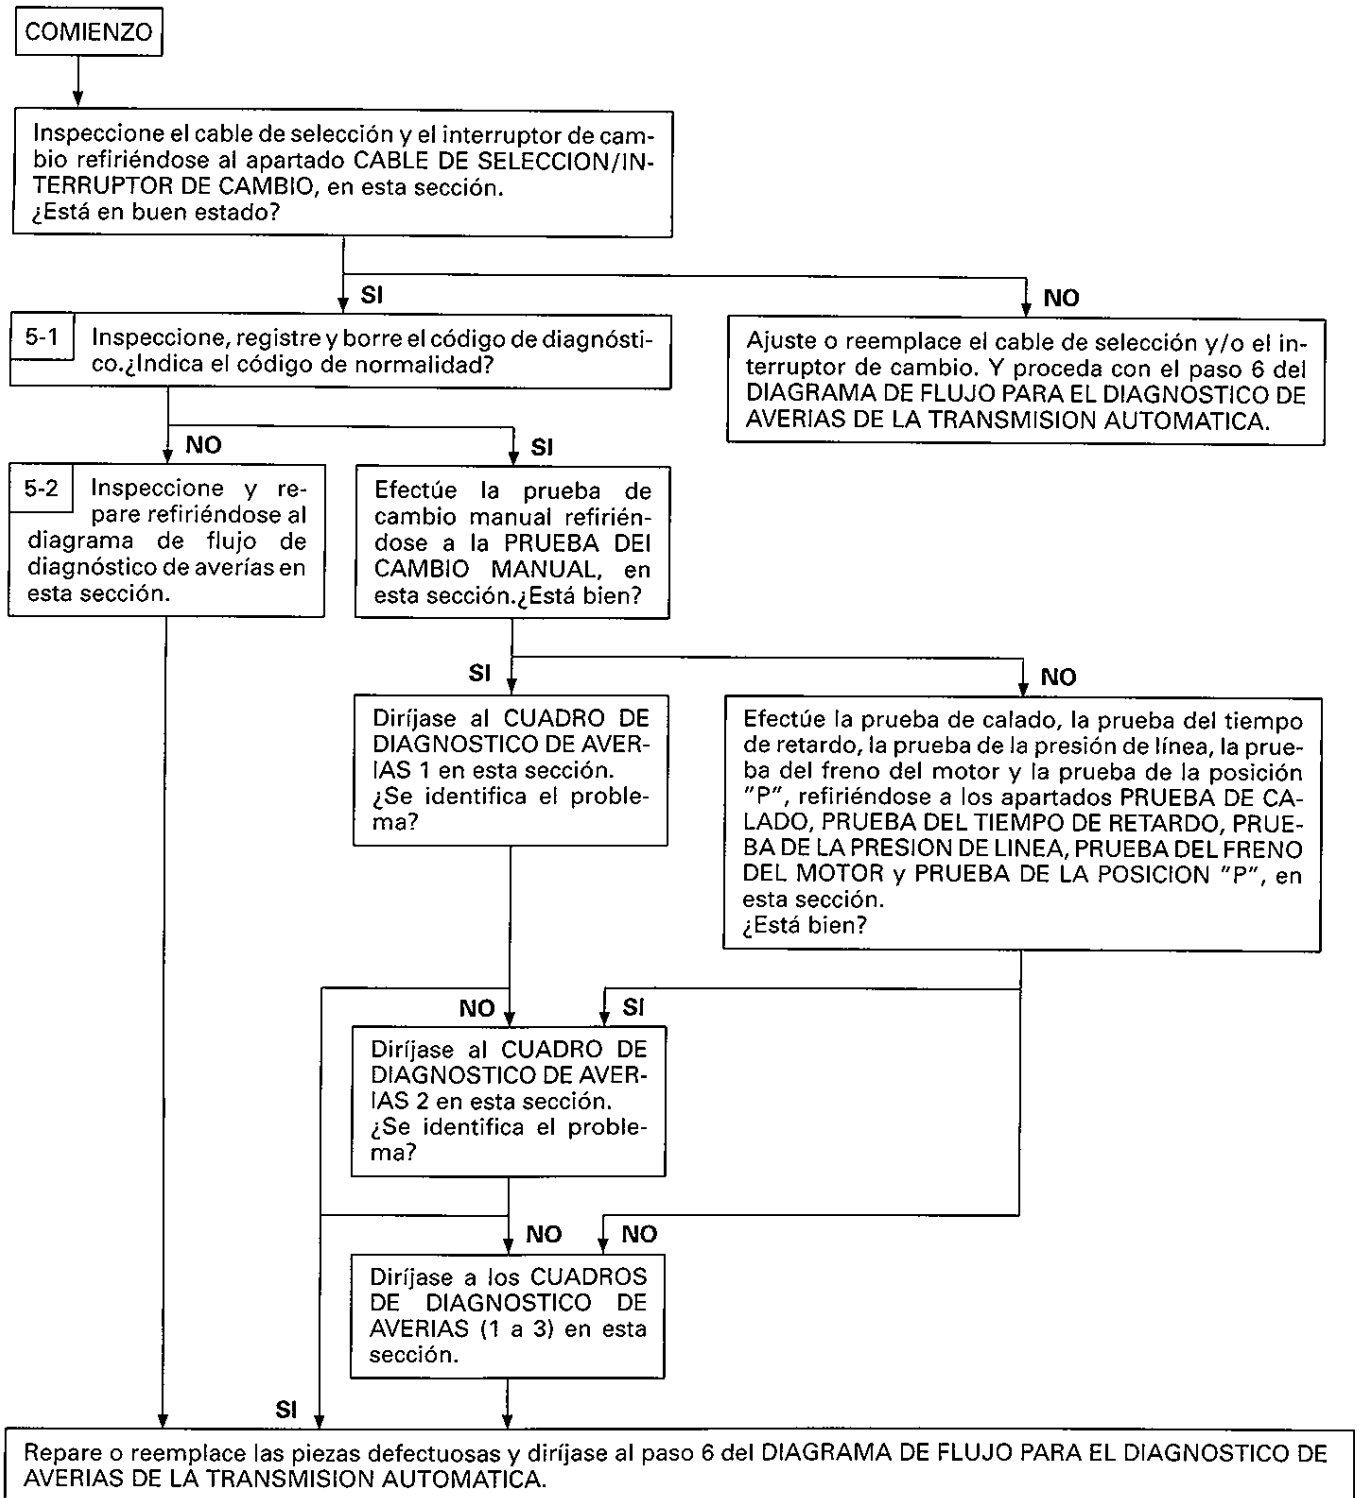 COMIENZO
Inspeccione el cable de selección y el interruptor de cam-
bio refiriéndose al apartado CABLE DE SELECCION/IN-
TERRUPTOR DE CAMBIO, en esta sección.
¿Está en buen estado?
SI
NO
5-1 Inspeccione, registre y borre el código de diagnósti-
co.¿Indica el código de normalidad?
Ajuste o reemplace el cable de selección y/o el in-
terruptor de cambio. Y proceda con el paso 6 del
DIAGRAMA DE FLUJO PARA EL DIAGNOSTICO DE
AVERIAS DE LA TRANSMISION AUTOMATICA.
NO
SI
5-2 Inspeccione y re-
pare refiriéndose al
diagrama de flujo de
diagnóstico de averías en
esta sección.
Efectúe la prueba de
cambio manual refirién-
dose a la PRUEBA DEI
CAMBIO MANUAL, en
esta sección.¿Está bien?
SI
NO
Diríjase al CUADRO DE
DIAGNOSTICO DE AVER-
IAS 1 en esta sección.
¿Se identifica el proble-
ma?
Efectúe la prueba de calado, la prueba del tiempo
de retardo, la prueba de la presión de línea, la prue-
ba del freno del motor y la prueba de la posición
"P", refiriéndose a los apartados PRUEBA DE CA-
LADO, PRUEBA DEL TIEMPO DE RETARDO, PRUE-
BA DE LA PRESION DE LINEA, PRUEBA DEL FRENO
DEL MOTOR y PRUEBA DE LA POSICION "P", en
esta sección.
¿Está bien?
NO
SI
Diríjase al CUADRO DE
DIAGNOSTICO DE AVER-
IAS 2 en esta sección.
¿Se identifica el proble-
ma?
NO
NO
Diríjase a los CUADROS
DE DIAGNOSTICO DE
AVERIAS (1 a 3) en esta
sección.
SI
Repare o reemplace las piezas defectuosas y diríjase al paso 6 del DIAGRAMA DE FLUJO PARA EL DIAGNOSTICO DE
AVERIAS DE LA TRANSMISION AUTOMATICA.